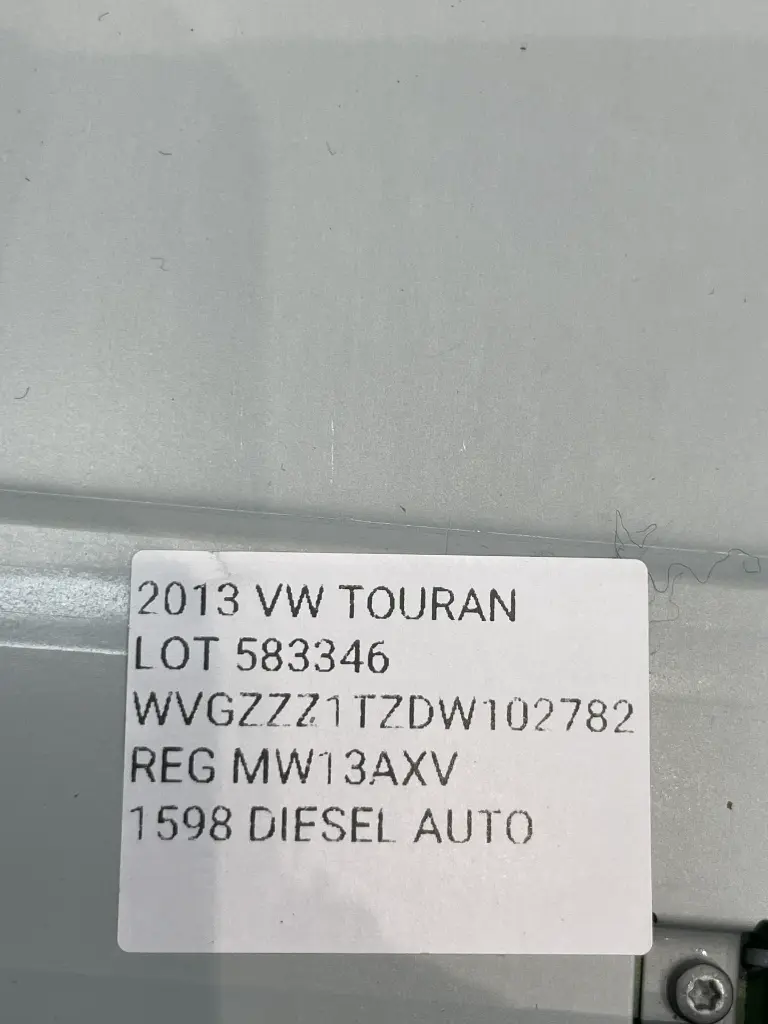 2013 VW TOURAN
LOT 583346
WVGZZZ1TZDW102782
REG MW13AXV
1598 DIESEL AUTO